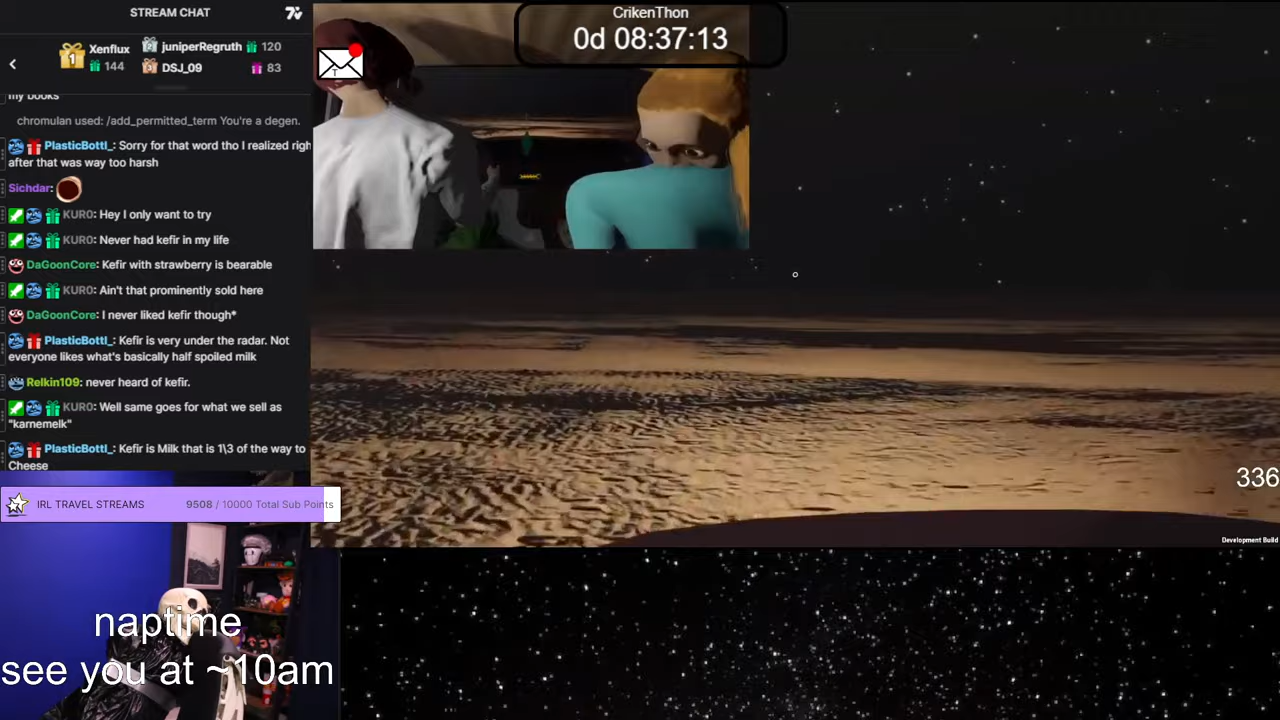 STREAM CHAT
Xenflux
144
juniperRegruth 120
DSJ_09 83
my books
chromulan used: /add_permitted_term You're a degen.
PlasticBottl_: Sorry for that word tho I realized righ
after that was way too harsh
Sichdar:
KUR0: Hey I only want to try
KUR0: Never had kefir in my life
DaGoonCore: Kefir with strawberry is bearable
KUR0: Ain't that prominently sold here
DaGoonCore: I never liked kefir though*
PlasticBottl_: Kefir is very under the radar. Not
everyone likes what's basically half spoiled milk
Relkin109: never heard of kefir.
KUR0: Well same goes for what we sell as
"karnemelk"
PlasticBottl_: Kefir is Milk that is 1\3 of the way to
Cheese
IRL TRAVEL STREAMS 9508 / 10000 Total Sub Points
naptime
see you at ~10am
CrikenThon
0d 08:37:13
336
Development Build